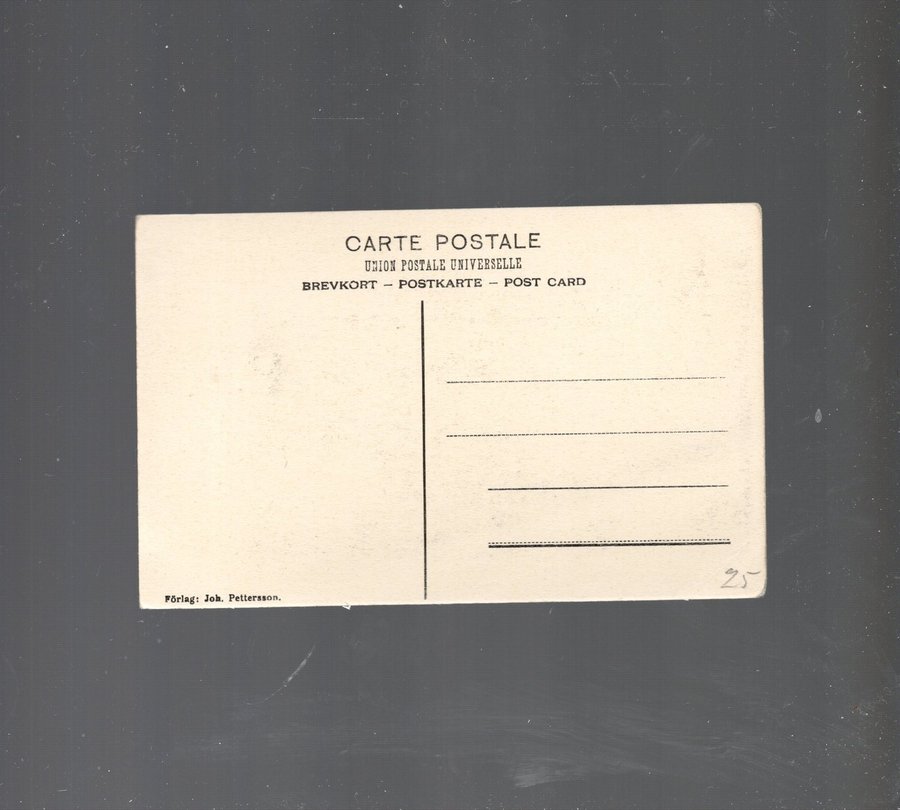 CARTE POSTALE
UNION POSTALE UNIVERSELLE
BREVKORT — POSTKARTE — POST CARD
Förlag: Joh. Pettersson.
25